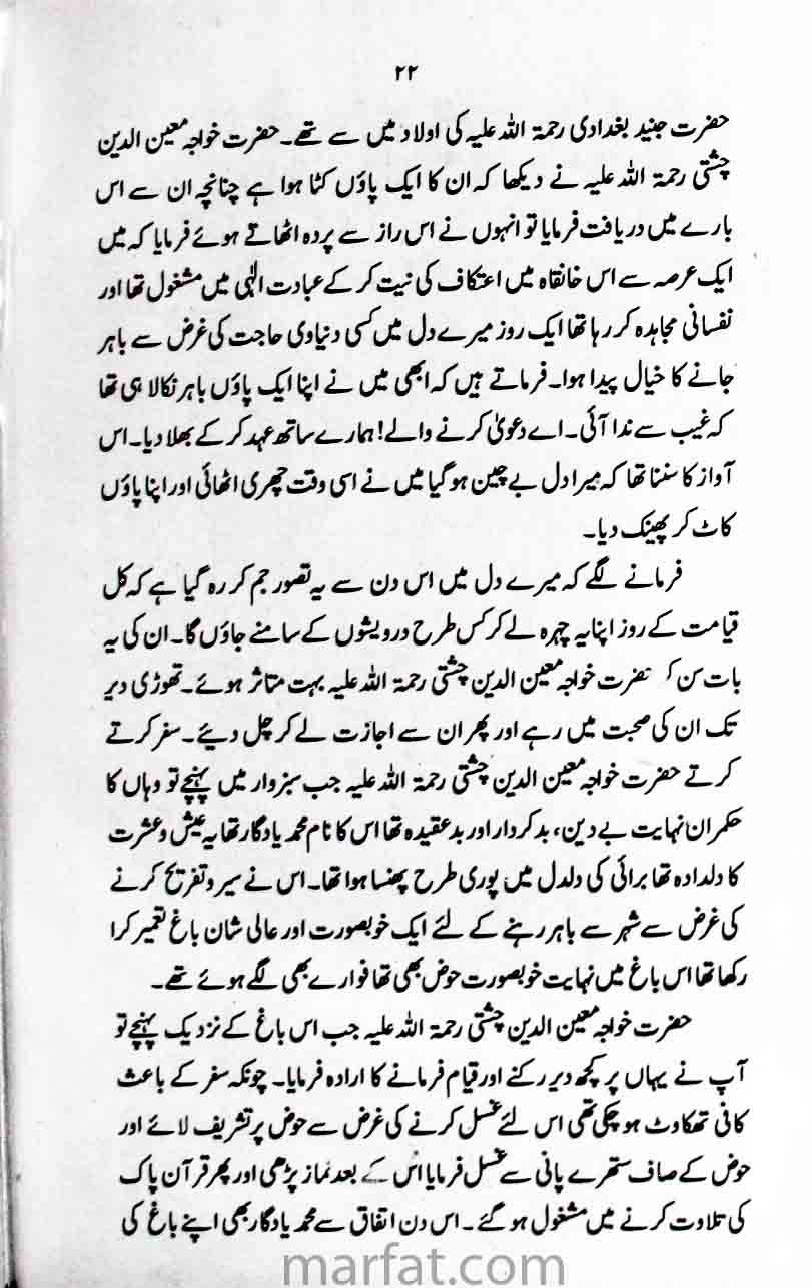 ۲۲
حضرت جنید بغدادی رحمۃ اللہ علیہ کی اولاد میں سے تھے۔ حضرت خواجہ معین الدین
چشتی رحمۃ اللہ علیہ نے دیکھا کہ ان کا ایک پاؤں کٹا ہوا ہے چنانچہ ان سے اس
بارے میں دریافت فرمایا تو انہوں نے اس راز سے پردہ اٹھاتے ہوئے فرمایا کہ میں
ایک عرصہ سے اس خانقاہ میں اعتکاف کی نیت کر کے عبادت الٰہی میں مشغول تھا اور
نفسانی مجاہدہ کر رہا تھا ایک روز میرے دل میں کسی دنیاوی حاجت کی غرض سے باہر
جانے کا خیال پیدا ہوا۔ فرماتے ہیں کہ ابھی میں نے اپنا ایک پاؤں باہر نکالا ہی تھا
کہ غیب سے ندا آئی۔ اے دعویٰ کرنے والے! ہمارے ساتھ عہد کر کے بھلا دیا۔ اس
آواز کا سننا تھا کہ میرا دل بے چین ہو گیا میں نے اسی وقت چھری اٹھائی اور اپنا پاؤں
کاٹ کر پھینک دیا۔
فرمانے لگے کہ میرے دل میں اس دن سے یہ تصور جم کر رہ گیا ہے کہ کل
قیامت کے روز اپنا یہ چہرہ لے کر کس طرح درویشوں کے سامنے جاؤں گا۔ ان کی یہ
بات سن خواجہ معین الدین چشتی رحمۃ اللہ علیہ بہت متاثر ہوئے۔ تھوڑی دیر
تک ان کی صحبت میں رہے اور پھر ان سے اجازت لے کر چل دیئے۔ سفر کرتے
کرتے حضرت خواجہ معین الدین چشتی رحمۃ اللہ علیہ جب سبزوار میں پہنچے تو وہاں کا
حکمران نہایت بے دین، بدکردار اور بد عقیدہ تھا اس کا نام محمد یادگار تھا یہ عیش و عشرت
کا دلدادہ تھا برائی کی دلدل میں پوری طرح پھنسا ہوا تھا۔ اس نے سیر و تفریح کرنے
کی غرض سے شہر سے باہر رہنے کے لئے ایک خوبصورت اور عالی شان باغ تعمیر کرا
رکھا تھا اس باغ میں نہایت خوبصورت حوض بھی تھا فوارے بھی لگے ہوئے تھے۔
حضرت خواجہ معین الدین چشتی رحمۃ اللہ علیہ جب اس باغ کے نزدیک پہنچے تو
آپ نے یہاں پر کچھ دیر رکنے اور قیام فرمانے کا ارادہ فرمایا۔ چونکہ سفر کے باعث
کافی تھکاوٹ ہو چکی تھی اس لئے غسل کرنے کی غرض سے حوض پر تشریف لائے اور
حوض کے صاف ستھرے پانی سے غسل فرمایا اس کے بعد نماز پڑھی اور پھر قرآن پاک
کی تلاوت کرنے میں مشغول ہو گئے۔ اس دن اتفاق سے محمد یادگار بھی اپنے باغ کی
marfat.com